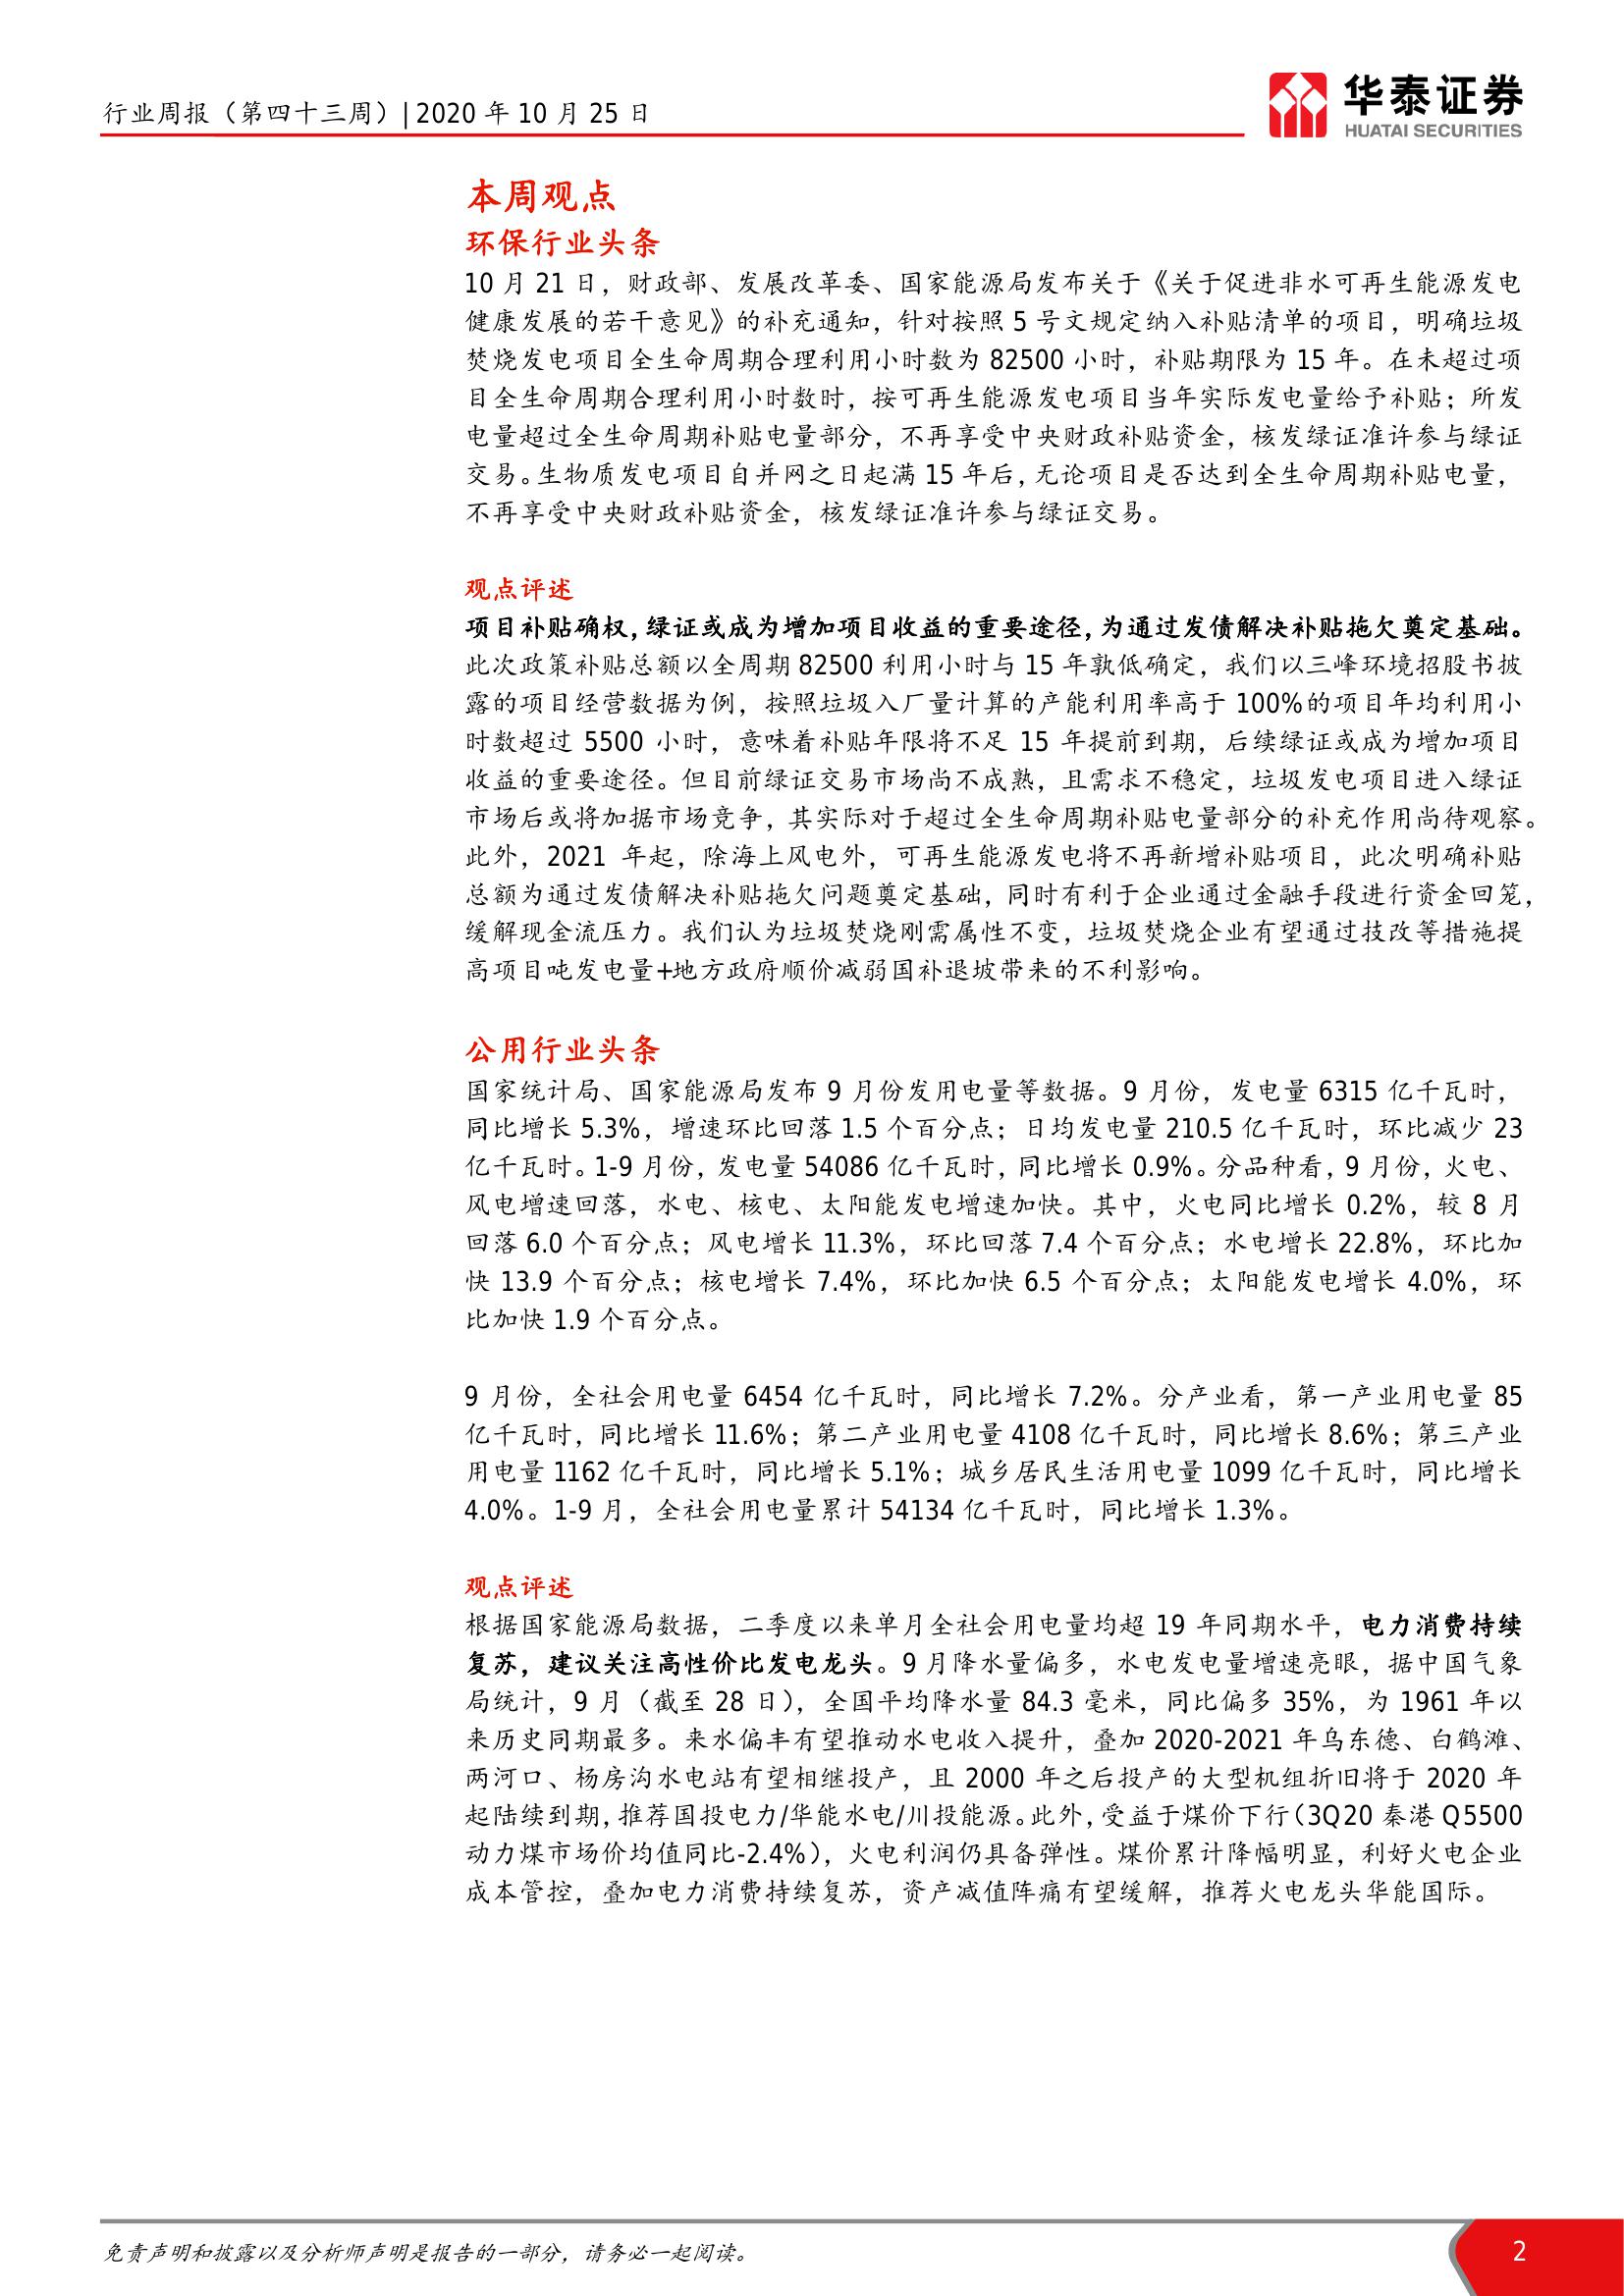 行业周报（第四十三周）| 2020 年 10 月 25 日
华泰证券
HUATAI SECURITIES
本周观点
环保行业头条
10 月 21 日，财政部、发展改革委、国家能源局发布关于《关于促进非水可再生能源发电
健康发展的若干意见》的补充通知，针对按照 5 号文规定纳入补贴清单的项目，明确垃圾
焚烧发电项目全生命周期合理利用小时数为 82500 小时，补贴期限为 15 年。在未超过项
目全生命周期合理利用小时数时，按可再生能源发电项目当年实际发电量给予补贴；所发
电量超过全生命周期补贴电量部分，不再享受中央财政补贴资金，核发绿证准许参与绿证
交易。生物质发电项目自并网之日起满 15 年后，无论项目是否达到全生命周期补贴电量，
不再享受中央财政补贴资金，核发绿证准许参与绿证交易。
观点评述
项目补贴确权，绿证或成为增加项目收益的重要途径，为通过发债解决补贴拖欠奠定基础。
此次政策补贴总额以全周期 82500 利用小时与 15 年孰低确定，我们以三峰环境招股书披
露的项目经营数据为例，按照垃圾入厂量计算的产能利用率高于 100%的项目年均利用小
时数超过 5500 小时，意味着补贴年限将不足 15 年提前到期，后续绿证或成为增加项目
收益的重要途径。但目前绿证交易市场尚不成熟，且需求不稳定，垃圾发电项目进入绿证
市场后或将加据市场竞争，其实际对于超过全生命周期补贴电量部分的补充作用尚待观察。
此外，2021 年起，除海上风电外，可再生能源发电将不再新增补贴项目，此次明确补贴
总额为通过发债解决补贴拖欠问题奠定基础，同时有利于企业通过金融手段进行资金回笼，
缓解现金流压力。我们认为垃圾焚烧刚需属性不变，垃圾焚烧企业有望通过技改等措施提
高项目吨发电量+地方政府顺价减弱国补退坡带来的不利影响。
公用行业头条
国家统计局、国家能源局发布 9 月份发用电量等数据。9 月份，发电量 6315 亿千瓦时，
同比增长 5.3%，增速环比回落 1.5 个百分点；日均发电量 210.5 亿千瓦时，环比减少 23
亿千瓦时。1-9 月份，发电量 54086 亿千瓦时，同比增长 0.9%。分品种看，9 月份，火电、
风电增速回落，水电、核电、太阳能发电增速加快。其中，火电同比增长 0.2%，较 8 月
回落 6.0 个百分点；风电增长 11.3%，环比回落 7.4 个百分点；水电增长 22.8%，环比加
快 13.9 个百分点；核电增长 7.4%，环比加快 6.5 个百分点；太阳能发电增长 4.0%，环
比加快 1.9 个百分点。
9 月份，全社会用电量 6454 亿千瓦时，同比增长 7.2%。分产业看，第一产业用电量 85
亿千瓦时，同比增长 11.6%；第二产业用电量 4108 亿千瓦时，同比增长 8.6%；第三产业
用电量 1162 亿千瓦时，同比增长 5.1%；城乡居民生活用电量 1099 亿千瓦时，同比增长
4.0%。1-9 月，全社会用电量累计 54134 亿千瓦时，同比增长 1.3%。
观点评述
根据国家能源局数据，二季度以来单月全社会用电量均超 19 年同期水平，电力消费持续
复苏，建议关注高性价比发电龙头。9 月降水量偏多，水电发电量增速亮眼，据中国气象
局统计，9 月（截至 28 日），全国平均降水量 84.3 毫米，同比偏多 35%，为 1961 年以
来历史同期最多。来水偏丰有望推动水电收入提升，叠加 2020-2021 年乌东德、白鹤滩、
两河口、杨房沟水电站有望相继投产，且 2000 年之后投产的大型机组折旧将于 2020 年
起陆续到期，推荐国投电力/华能水电/川投能源。此外，受益于煤价下行（3Q20 秦港 Q5500
动力煤市场价均值同比-2.4%），火电利润仍具备弹性。煤价累计降幅明显，利好火电企业
成本管控，叠加电力消费持续复苏，资产减值阵痛有望缓解，推荐火电龙头华能国际。
免责声明和披露以及分析师声明是报告的一部分，请务必一起阅读。
2